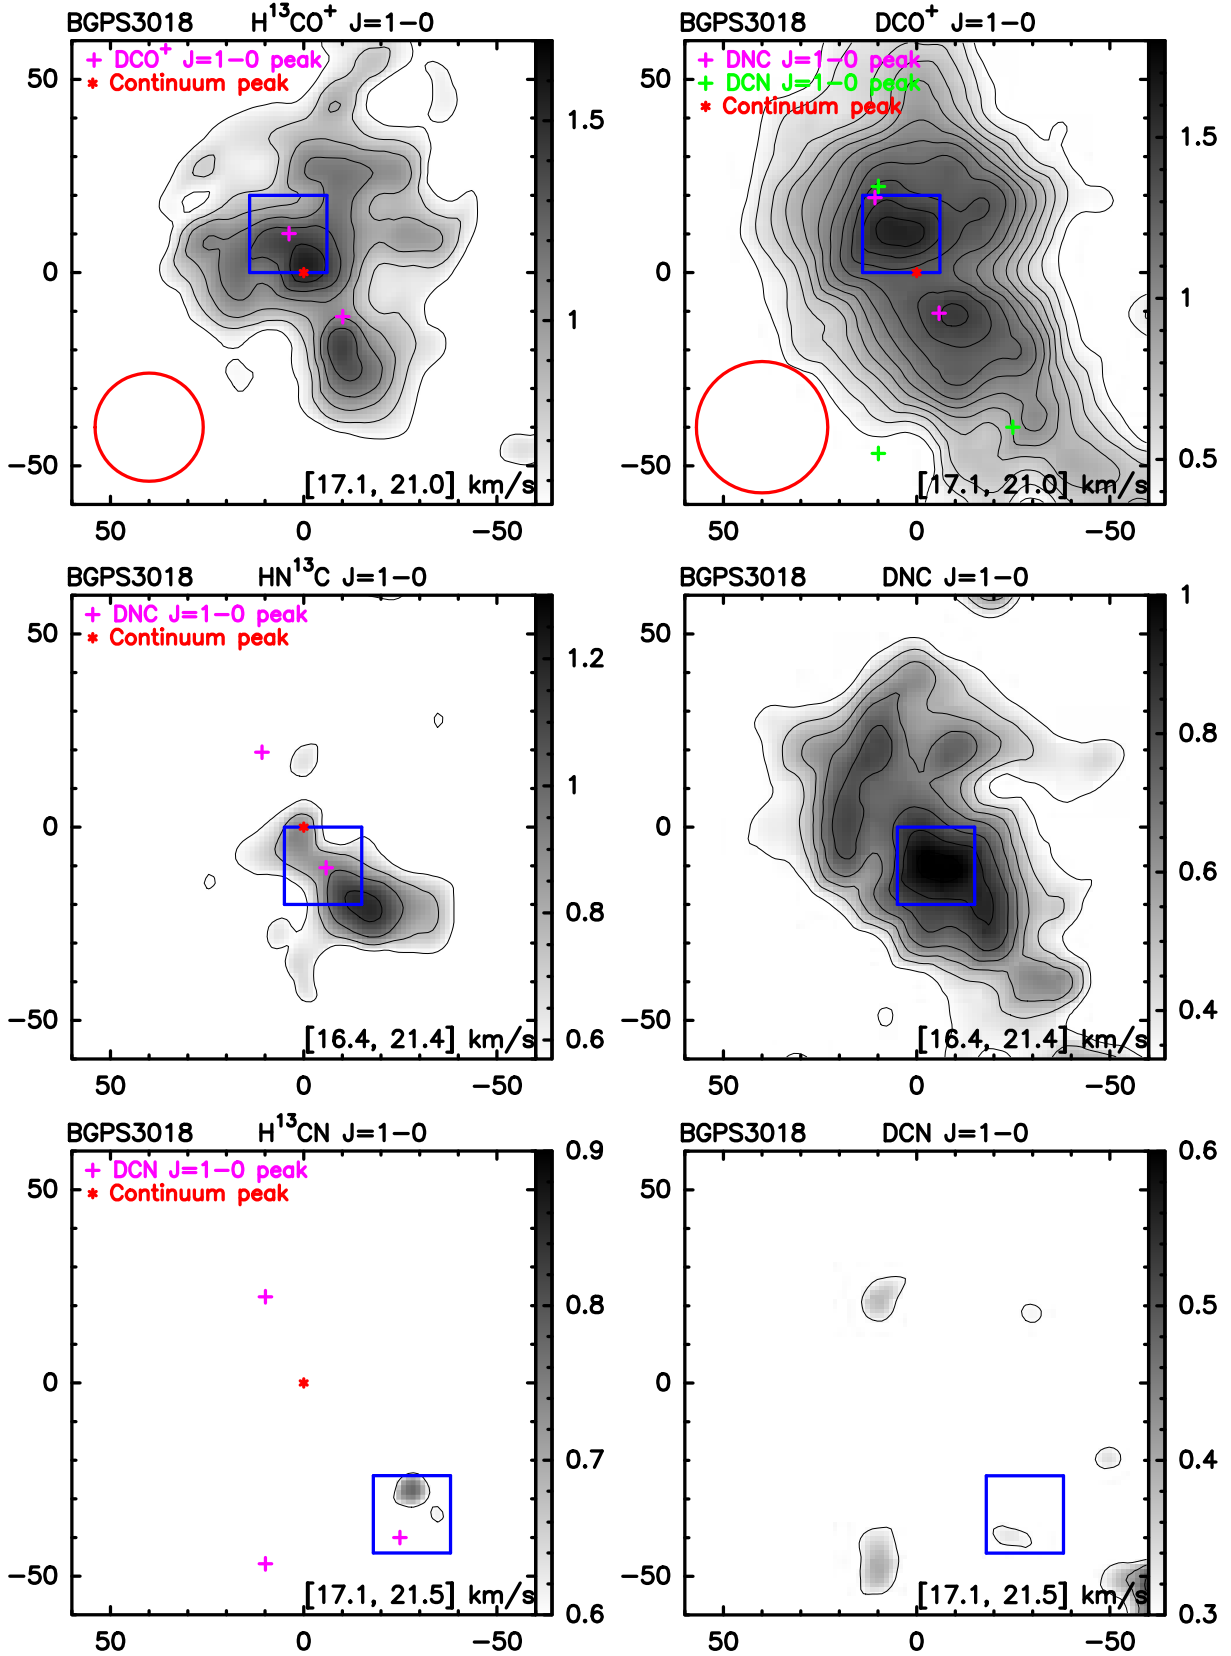 BGPS3018 H¹³CO⁺ J=1−0
DCO⁺ J=1−0 peak
Continuum peak
50
0
−50
1.5
1
[17.1, 21.0] km/s
50 0 −50
BGPS3018 DCO⁺ J=1−0
DNC J=1−0 peak
DCN J=1−0 peak
Continuum peak
50
0
−50
1.5
1
0.5
[17.1, 21.0] km/s
50 0 −50
BGPS3018 HN¹³C J=1−0
DNC J=1−0 peak
Continuum peak
50
0
−50
1.2
1
0.8
0.6
[16.4, 21.4] km/s
50 0 −50
BGPS3018 DNC J=1−0
50
0
−50
1
0.8
0.6
0.4
[16.4, 21.4] km/s
50 0 −50
BGPS3018 H¹³CN J=1−0
DCN J=1−0 peak
Continuum peak
50
0
−50
0.9
0.8
0.7
0.6
[17.1, 21.5] km/s
50 0 −50
BGPS3018 DCN J=1−0
50
0
−50
0.6
0.5
0.4
0.3
[17.1, 21.5] km/s
50 0 −50